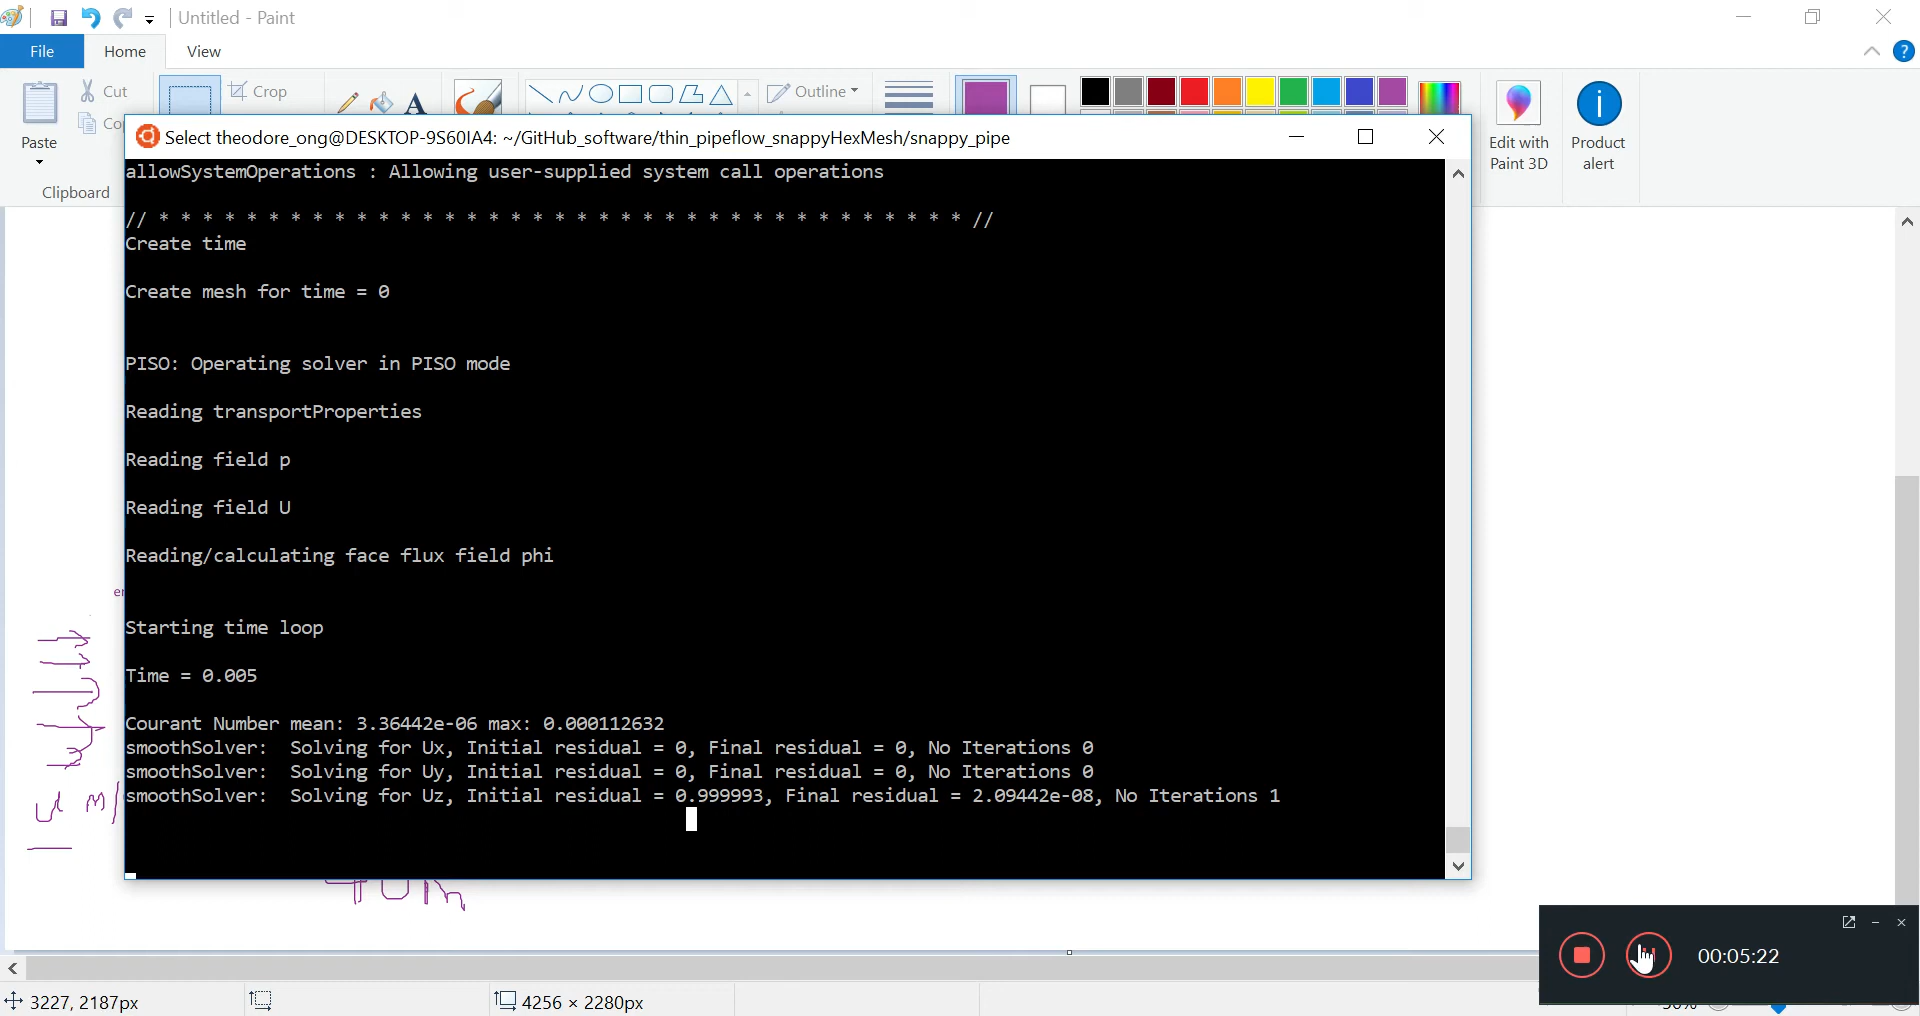 Untitled - Paint
File Home View
Cut
Crop
Outline
Paste
Edit with
Paint 3D
Product
alert
Clipboard
Select theodore_ong@DESKTOP-9S60IA4: ~/GitHub_software/thin_pipeflow_snappyHexMesh/snappy_pipe
allowSystemOperations : Allowing user-supplied system call operations
// * * * * * * * * * * * * * * * * * * * * * * * * * * * * * * * * * * * * * //
Create time
Create mesh for time = 0
PISO: Operating solver in PISO mode
Reading transportProperties
Reading field p
Reading field U
Reading/calculating face flux field phi
Starting time loop
Time = 0.005
Courant Number mean: 3.36442e-06 max: 0.000112632
smoothSolver:  Solving for Ux, Initial residual = 0, Final residual = 0, No Iterations 0
smoothSolver:  Solving for Uy, Initial residual = 0, Final residual = 0, No Iterations 0
smoothSolver:  Solving for Uz, Initial residual = 0.999993, Final residual = 2.09442e-08, No Iterations 1
u m/
00:05:22
3227, 2187px
4256 × 2280px